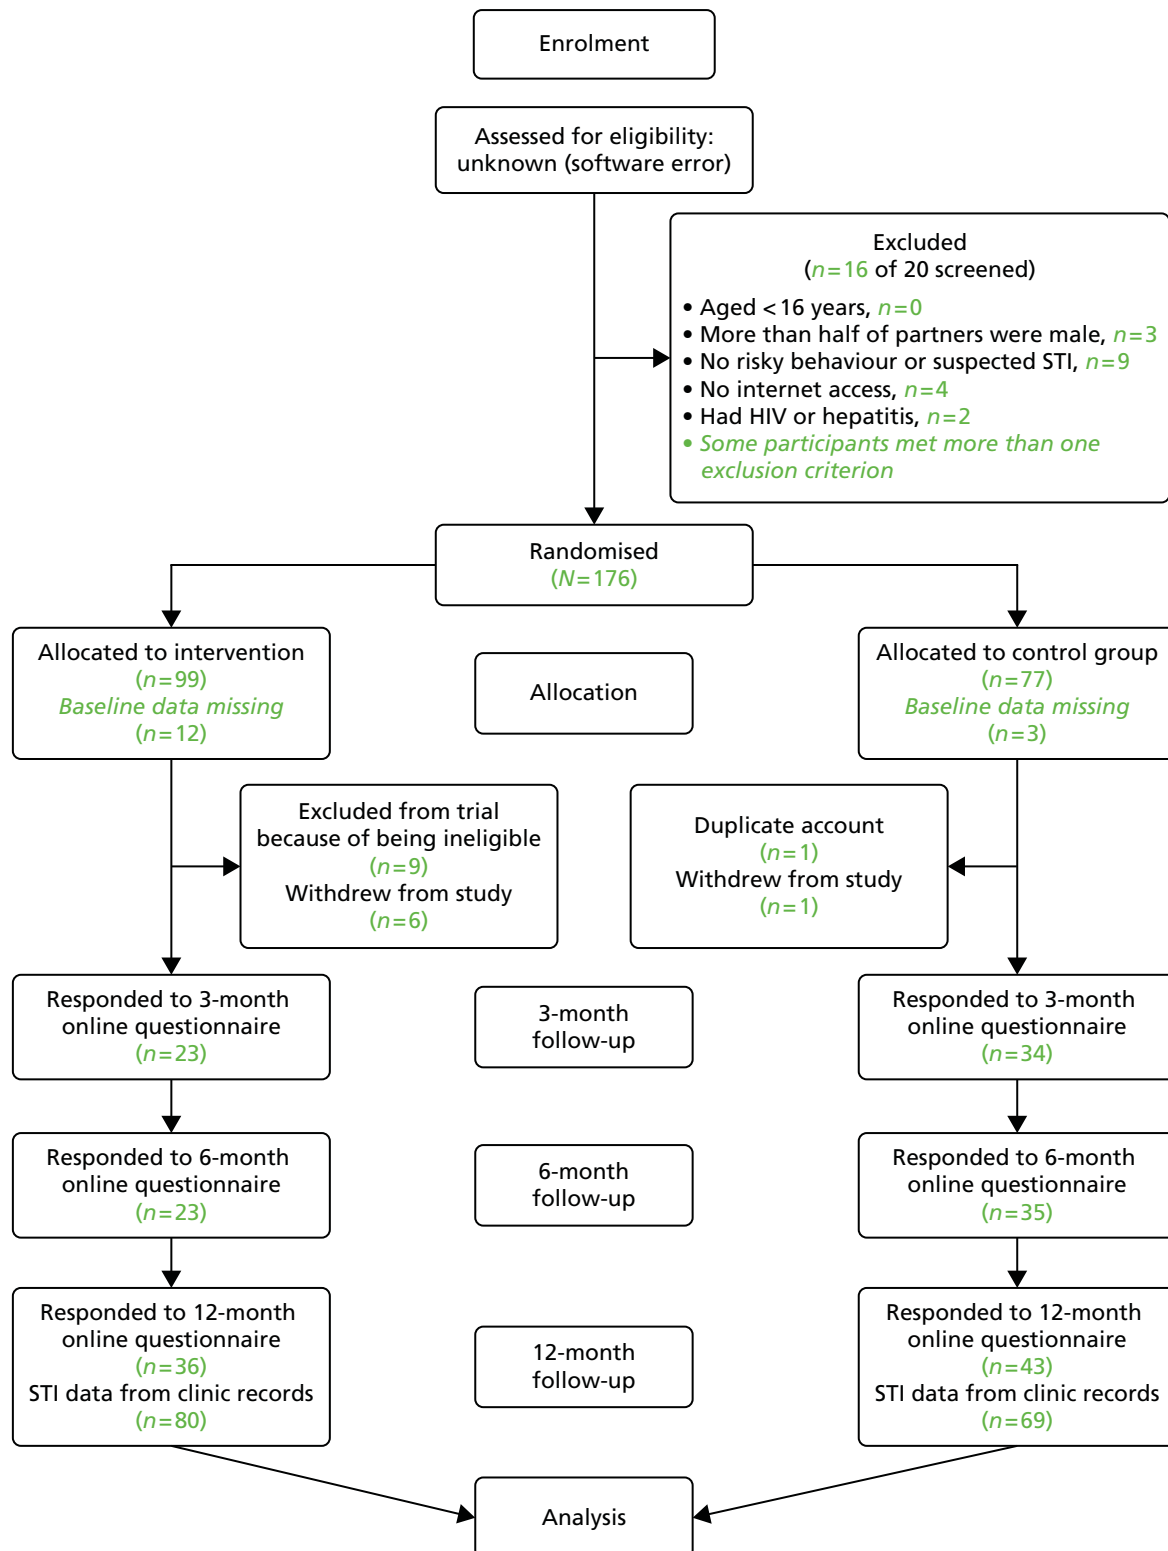 Enrolment
Assessed for eligibility:
unknown (software error)
Excluded
(n=16 of 20 screened)
• Aged <16 years, n=0
• More than half of partners were male, n=3
• No risky behaviour or suspected STI, n=9
• No internet access, n=4
• Had HIV or hepatitis, n=2
• Some participants met more than one
exclusion criterion
Randomised
(N=176)
Allocated to intervention
(n=99)
Baseline data missing
(n=12)
Allocation
Allocated to control group
(n=77)
Baseline data missing
(n=3)
Excluded from trial
because of being ineligible
(n=9)
Withdrew from study
(n=6)
Duplicate account
(n=1)
Withdrew from study
(n=1)
Responded to 3-month
online questionnaire
(n=23)
3-month
follow-up
Responded to 3-month
online questionnaire
(n=34)
Responded to 6-month
online questionnaire
(n=23)
6-month
follow-up
Responded to 6-month
online questionnaire
(n=35)
Responded to 12-month
online questionnaire
(n=36)
STI data from clinic records
(n=80)
12-month
follow-up
Responded to 12-month
online questionnaire
(n=43)
STI data from clinic records
(n=69)
Analysis